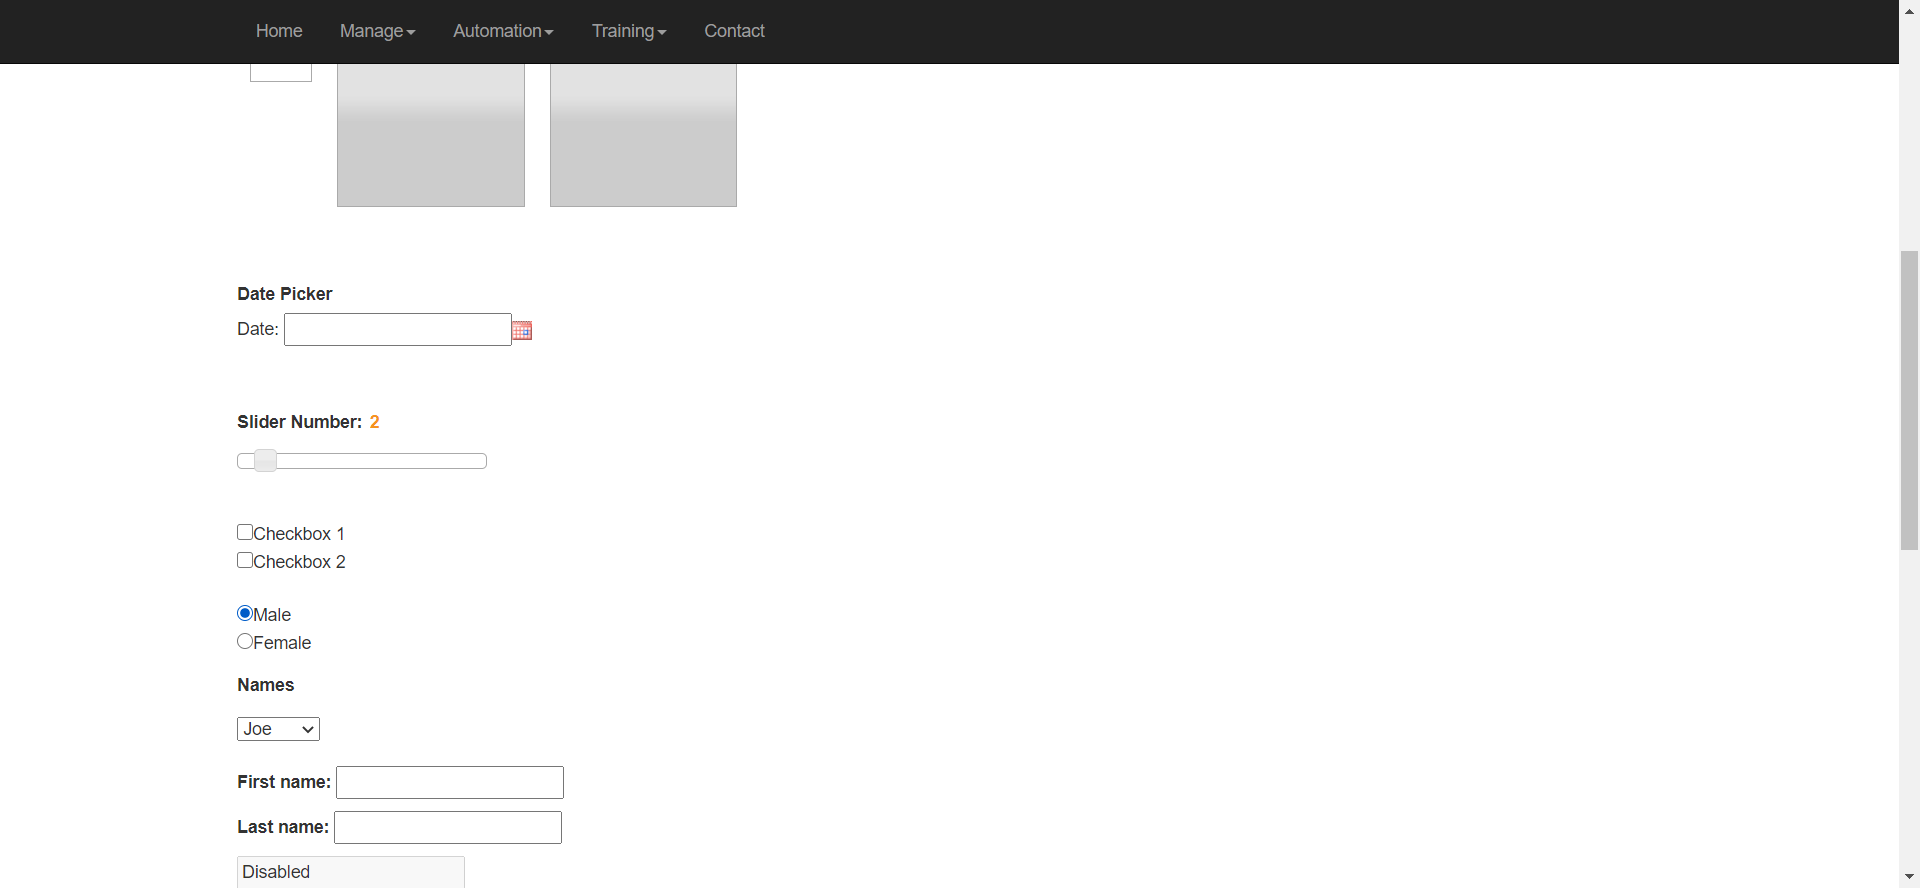 Home Manage Automation Training Contact
Date Picker
Date:
Slider Number: 2
Checkbox 1
Checkbox 2
Male
Female
Names
Joe
First name:
Last name:
Disabled